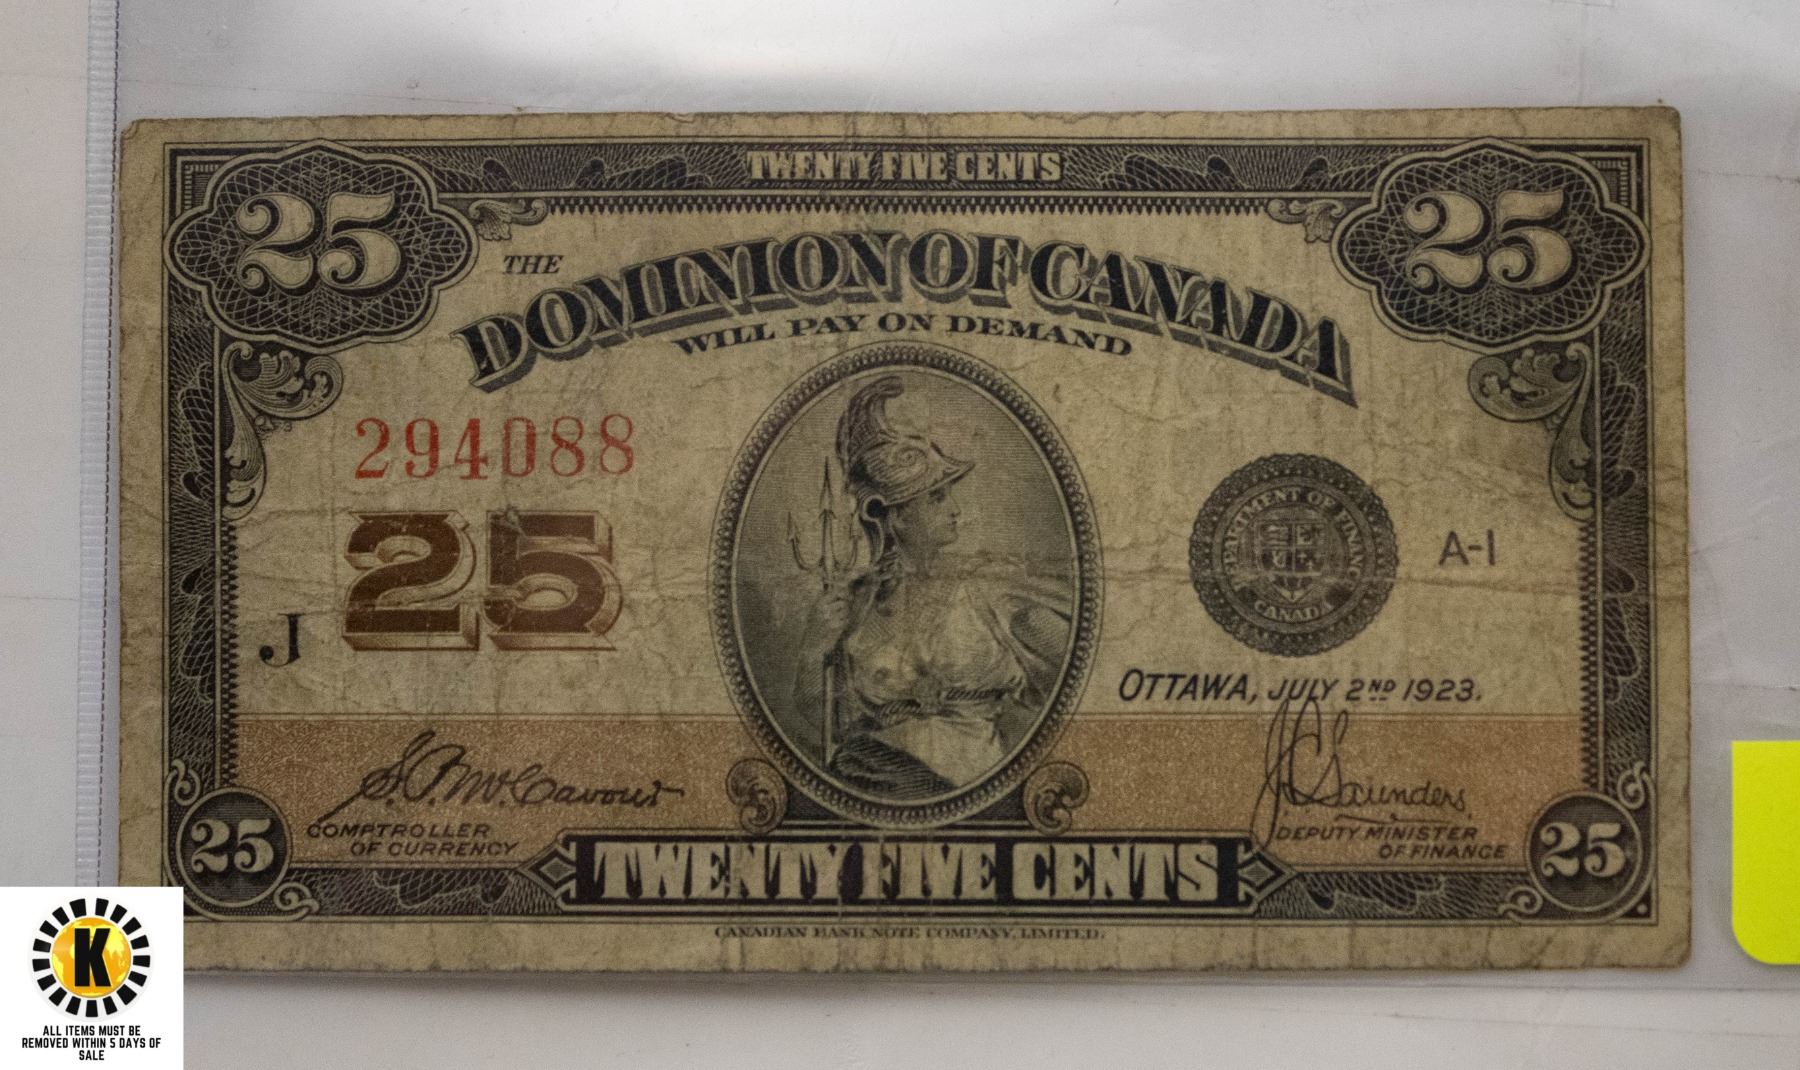 TWENTY FIVE CENTS
25
25
THE
DOMINION OF CANADA
WILL PAY ON DEMAND
294088
25
J
DEPARTMENT OF FINANCE
CANADA
A-1
OTTAWA, JULY 2ND 1923.
S.P. McCavour
COMPTROLLER
OF CURRENCY
J.C. Saunders
DEPUTY MINISTER
OF FINANCE
25
TWENTY FIVE CENTS
25
CANADIAN BANK NOTE COMPANY, LIMITED.
K
ALL ITEMS MUST BE
REMOVED WITHIN 5 DAYS OF
SALE